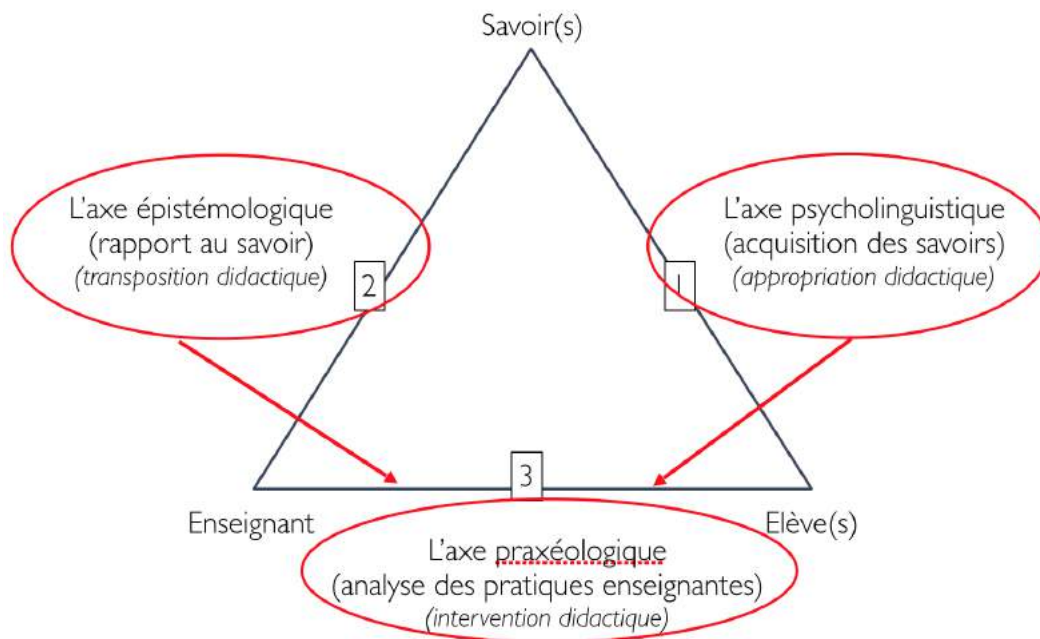 Savoir(s)
L'axe épistémologique
(rapport au savoir)
(transposition didactique)
2
L'axe psycholinguistique
(acquisition des savoirs)
(appropriation didactique)
1
3
Enseignant
Elève(s)
L'axe praxéologique
(analyse des pratiques enseignantes)
(intervention didactique)